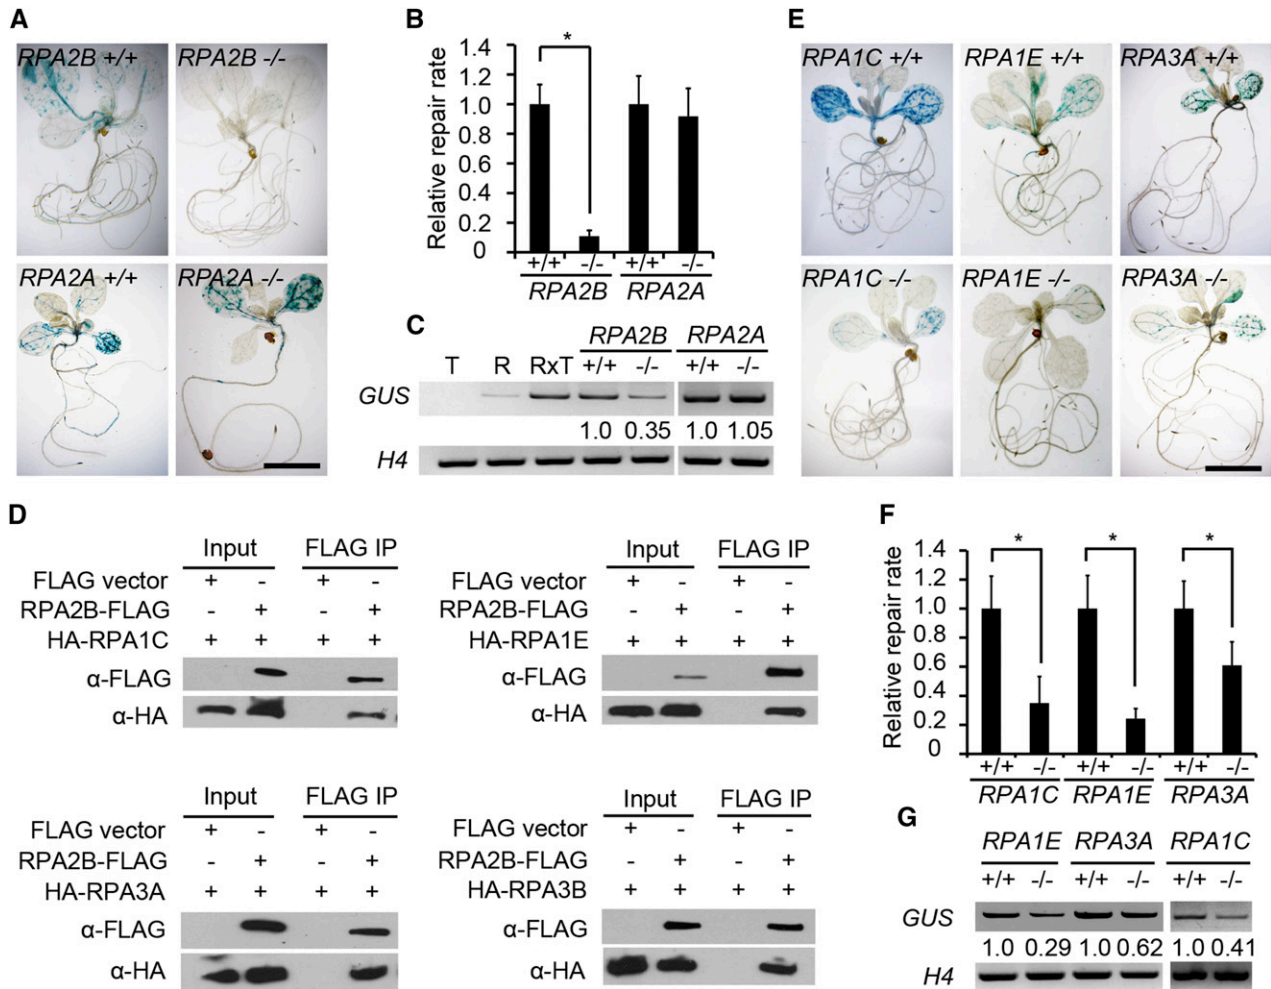 A
RPA2B +/+
RPA2B -/-
RPA2A +/+
RPA2A -/-
B
Relative repair rate
1.4
1.2
1.0
0.8
0.6
0.4
0.2
0
*
+/+ -/- +/+ -/-
RPA2B RPA2A
C
RPA2B RPA2A
T R RxT +/+ -/- +/+ -/-
GUS
1.0 0.35 1.0 1.05
H4
D
Input FLAG IP
FLAG vector + - + -
RPA2B-FLAG - + - +
HA-RPA1C + + + +
α-FLAG
α-HA
Input FLAG IP
FLAG vector + - + -
RPA2B-FLAG - + - +
HA-RPA1E + + + +
α-FLAG
α-HA
Input FLAG IP
FLAG vector + - + -
RPA2B-FLAG - + - +
HA-RPA3A + + + +
α-FLAG
α-HA
Input FLAG IP
FLAG vector + - + -
RPA2B-FLAG - + - +
HA-RPA3B + + + +
α-FLAG
α-HA
E
RPA1C +/+
RPA1E +/+
RPA3A +/+
RPA1C -/-
RPA1E -/-
RPA3A -/-
F
Relative repair rate
1.4
1.2
1.0
0.8
0.6
0.4
0.2
0
* * *
+/+ -/- +/+ -/- +/+ -/-
RPA1C RPA1E RPA3A
G
RPA1E RPA3A RPA1C
+/+ -/- +/+ -/- +/+ -/-
GUS
1.0 0.29 1.0 0.62 1.0 0.41
H4